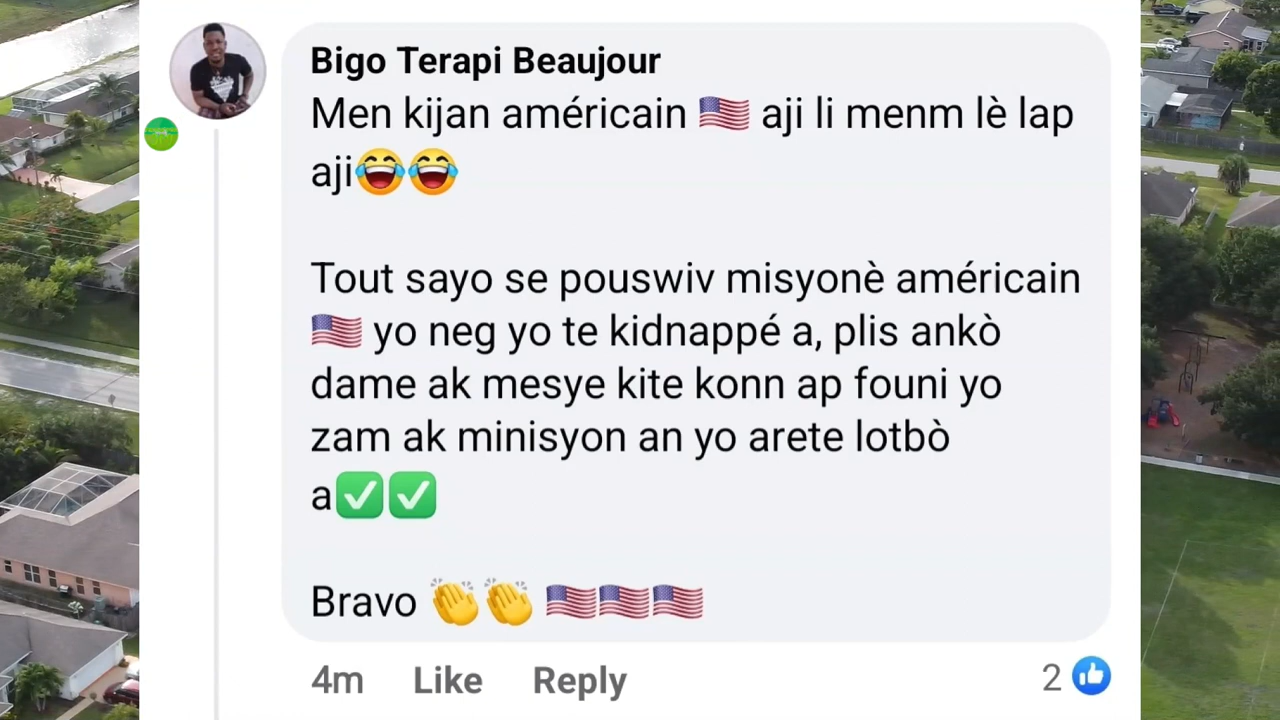 Bigo Terapi Beaujour
Men kijan américain 🇺🇸 aji li menm lè lap
aji😂😂
Tout sayo se pouswiv misyonè américain
🇺🇸 yo neg yo te kidnappé a, plis ankò
dame ak mesye kite konn ap founi yo
zam ak minisyon an yo arete lotbò
a✅✅
Bravo 👏👏 🇺🇸🇺🇸🇺🇸
4m Like Reply 2